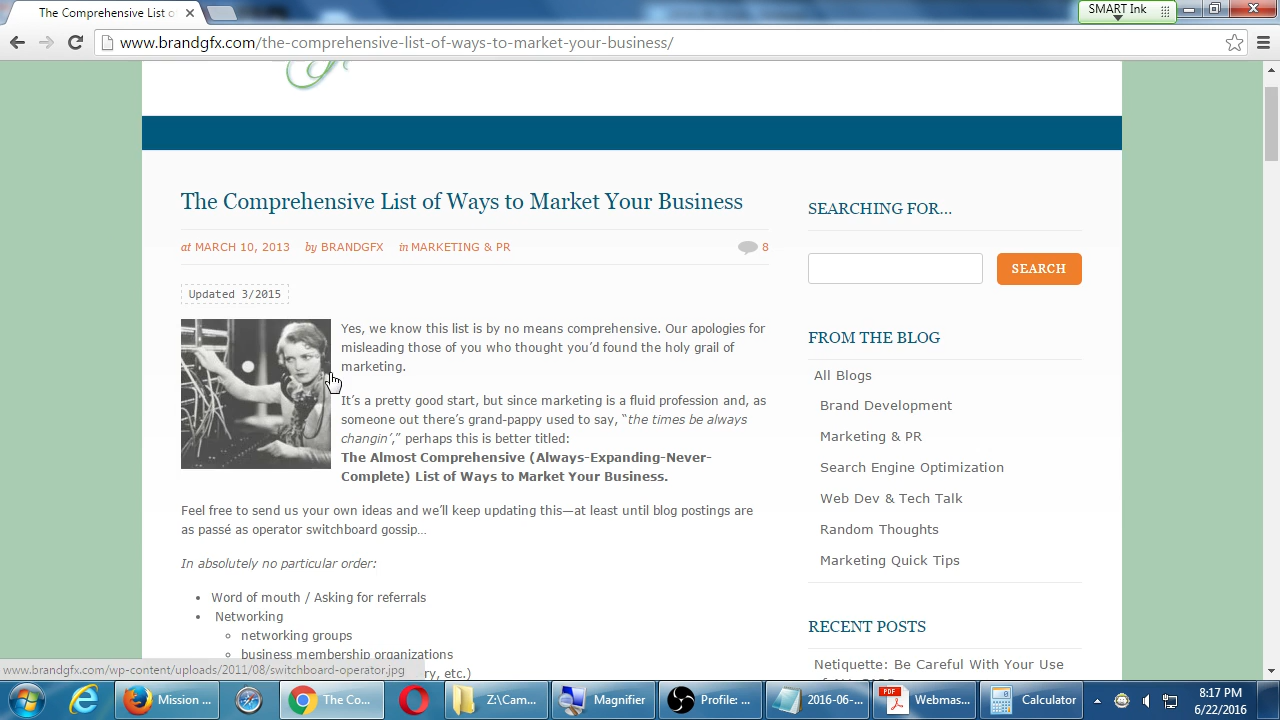 The Comprehensive List o
SMART Ink
www.brandgfx.com/the-comprehensive-list-of-ways-to-market-your-business/
The Comprehensive List of Ways to Market Your Business
at MARCH 10, 2013 by BRANDGFX in MARKETING & PR 8
Updated 3/2015
Yes, we know this list is by no means comprehensive. Our apologies for
misleading those of you who thought you’d found the holy grail of
marketing.
It’s a pretty good start, but since marketing is a fluid profession and, as
someone out there’s grand-pappy used to say, “the times be always
changin’,” perhaps this is better titled:
The Almost Comprehensive (Always-Expanding-Never-
Complete) List of Ways to Market Your Business.
Feel free to send us your own ideas and we’ll keep updating this—at least until blog postings are
as passé as operator switchboard gossip…
In absolutely no particular order:
• Word of mouth / Asking for referrals
• Networking
networking groups
business membership organizations
ry, etc.)
SEARCHING FOR…
SEARCH
FROM THE BLOG
All Blogs
Brand Development
Marketing & PR
Search Engine Optimization
Web Dev & Tech Talk
Random Thoughts
Marketing Quick Tips
RECENT POSTS
Netiquette: Be Careful With Your Use
www.brandgfx.com/wp-content/uploads/2011/08/switchboard-operator.jpg
Mission ...
The Co...
Z:\Cam...
Magnifier
Profile: ...
2016-06-...
PDF
Webmas...
Calculator
8:17 PM
6/22/2016